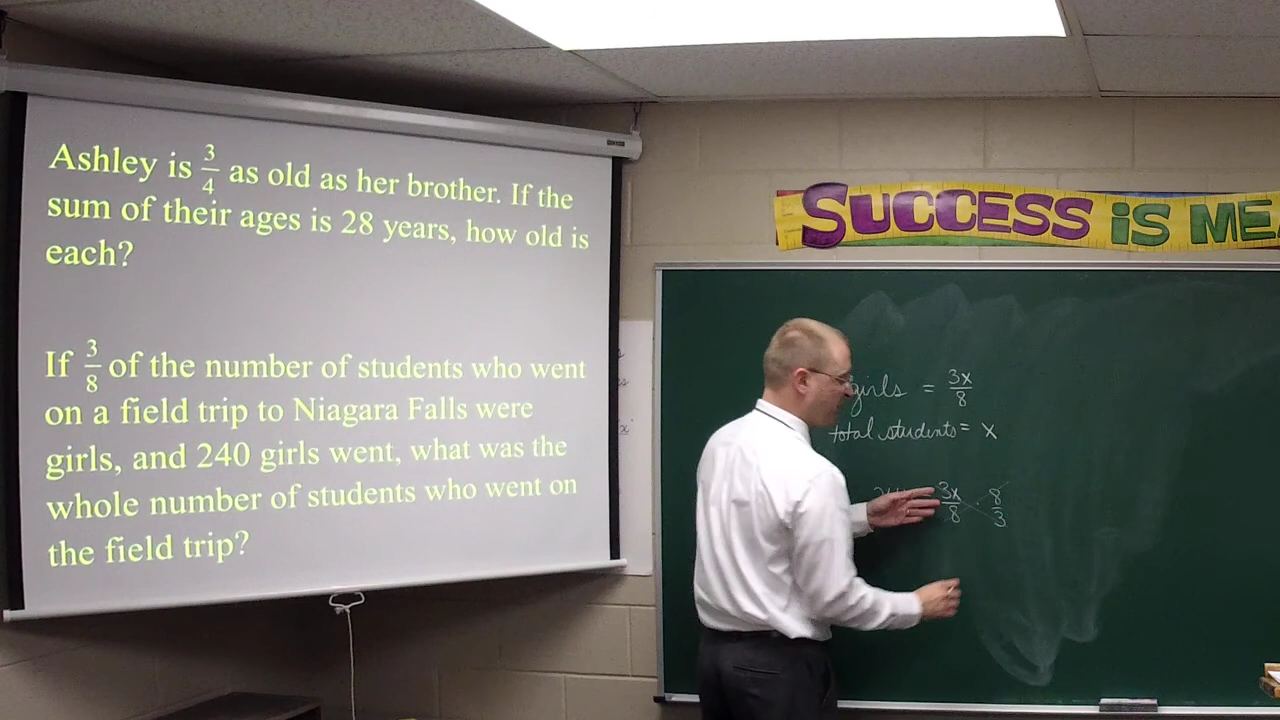 Ashley is 3/4 as old as her brother. If the
sum of their ages is 28 years, how old is
each?
If 3/8 of the number of students who went
on a field trip to Niagara Falls were
girls, and 240 girls went, what was the
whole number of students who went on
the field trip?
SUCCESS iS
girls = 3x/8
total students = x
3x/8 8/3